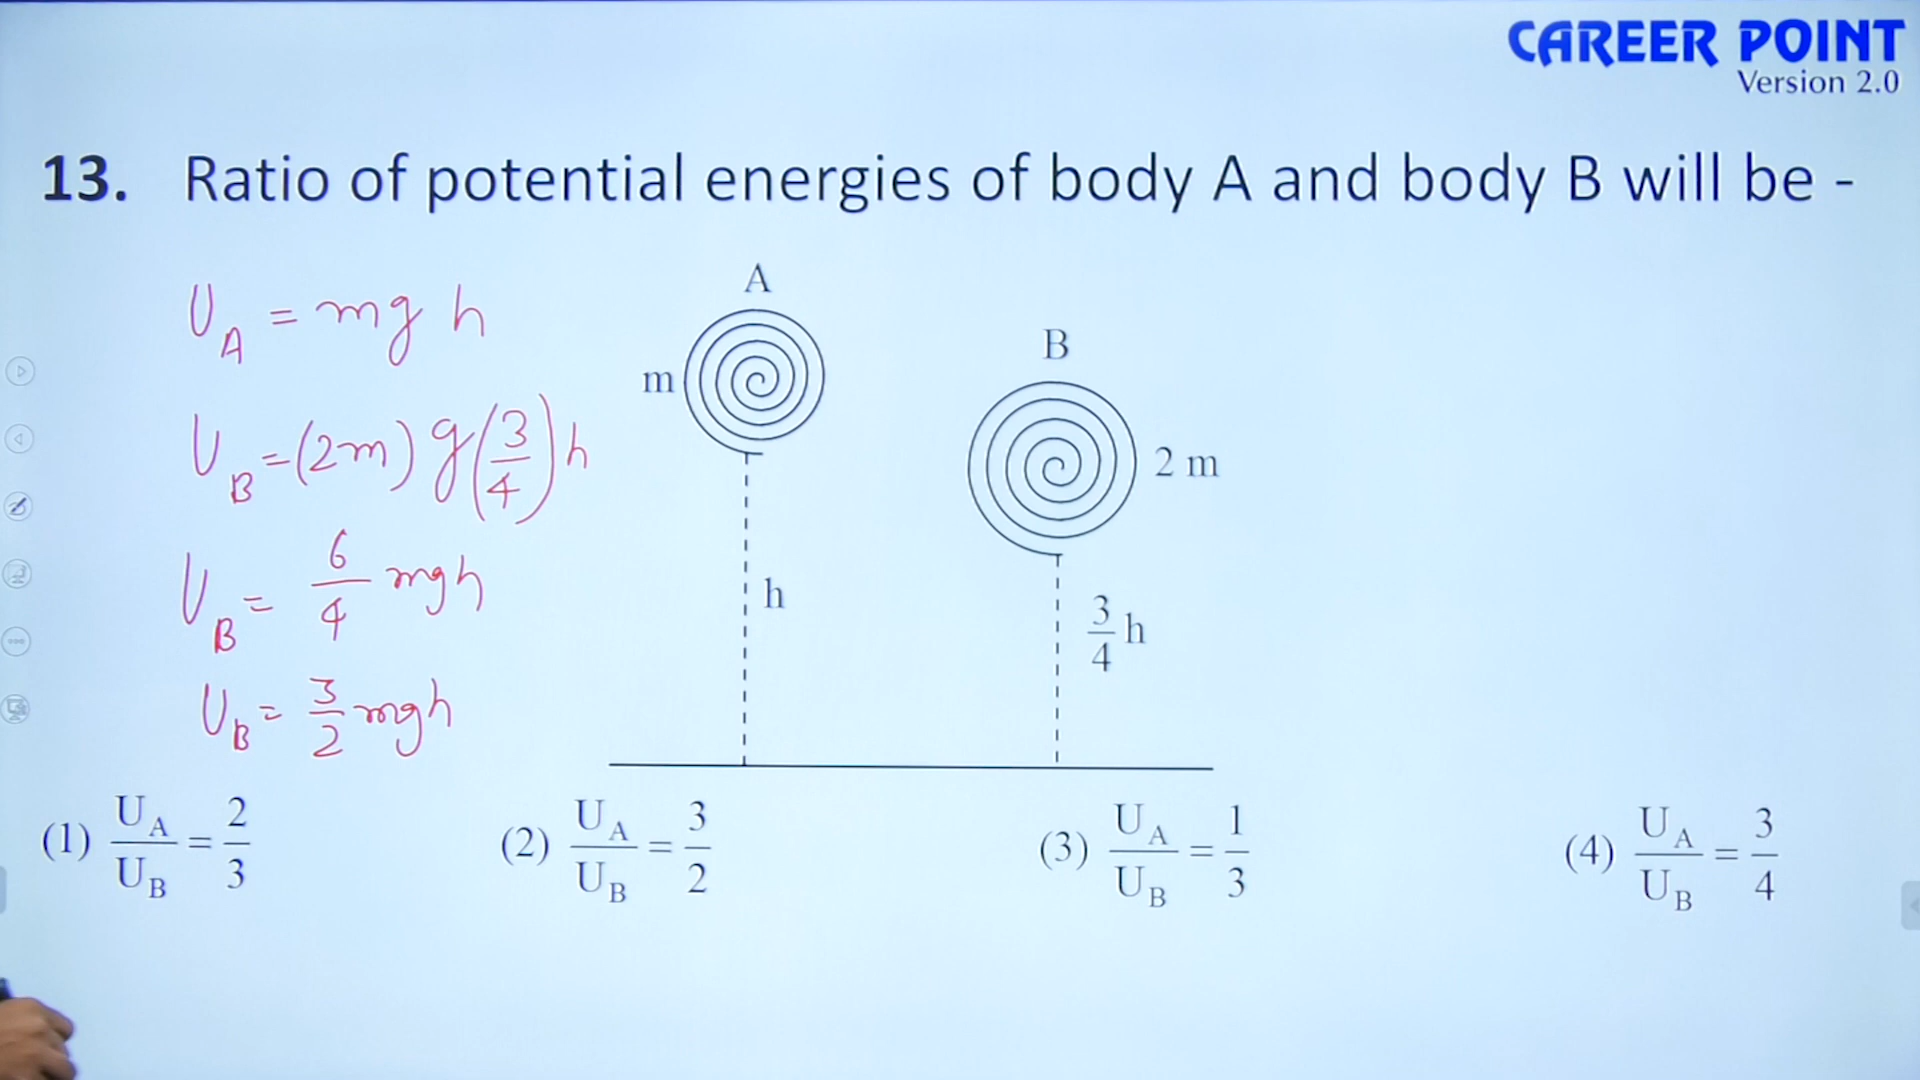 CAREER POINT
Version 2.0
13. Ratio of potential energies of body A and body B will be -
U_A = mg h
U_B = (2m) g (3/4) h
U_B = 6/4 mgh
U_B = 3/2 mgh
A
m
h
B
2 m
3/4 h
(1) U_A/U_B = 2/3
(2) U_A/U_B = 3/2
(3) U_A/U_B = 1/3
(4) U_A/U_B = 3/4